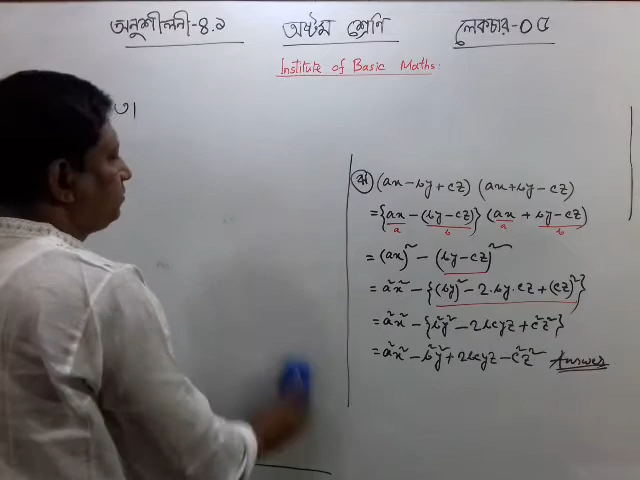 অনুশীলনী-৪.১ অষ্টম শ্রেণি লেকচার-০৫
Institute of Basic Maths.
৩।
ঝ (ax-by+cz) (ax+by-cz)
={ax-(by-cz)} (ax+by-cz)
a b a b
=(ax)²-(by-cz)²
=a²x²-{(by)²-2.by.cz+(cz)²}
=a²x²-{b²y²-2bcyz+c²z²}
=a²x²-b²y²+2bcyz-c²z² Answer